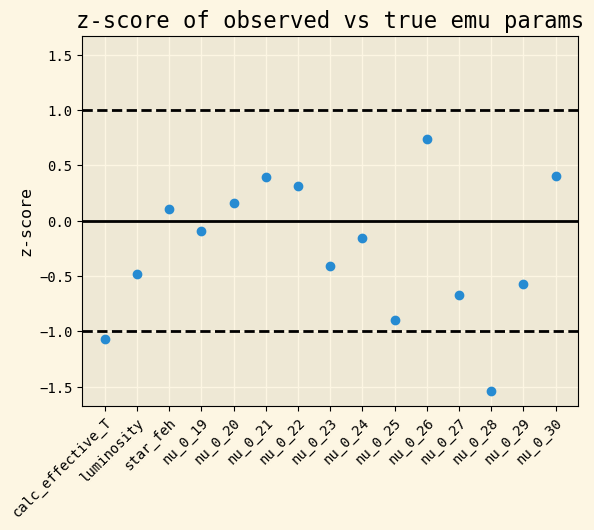 z-score of observed vs true emu params
z-score
1.5
1.0
0.5
0.0
−0.5
−1.0
−1.5
calc_effective_T
luminosity
star_feh
nu_0_19
nu_0_20
nu_0_21
nu_0_22
nu_0_23
nu_0_24
nu_0_25
nu_0_26
nu_0_27
nu_0_28
nu_0_29
nu_0_30